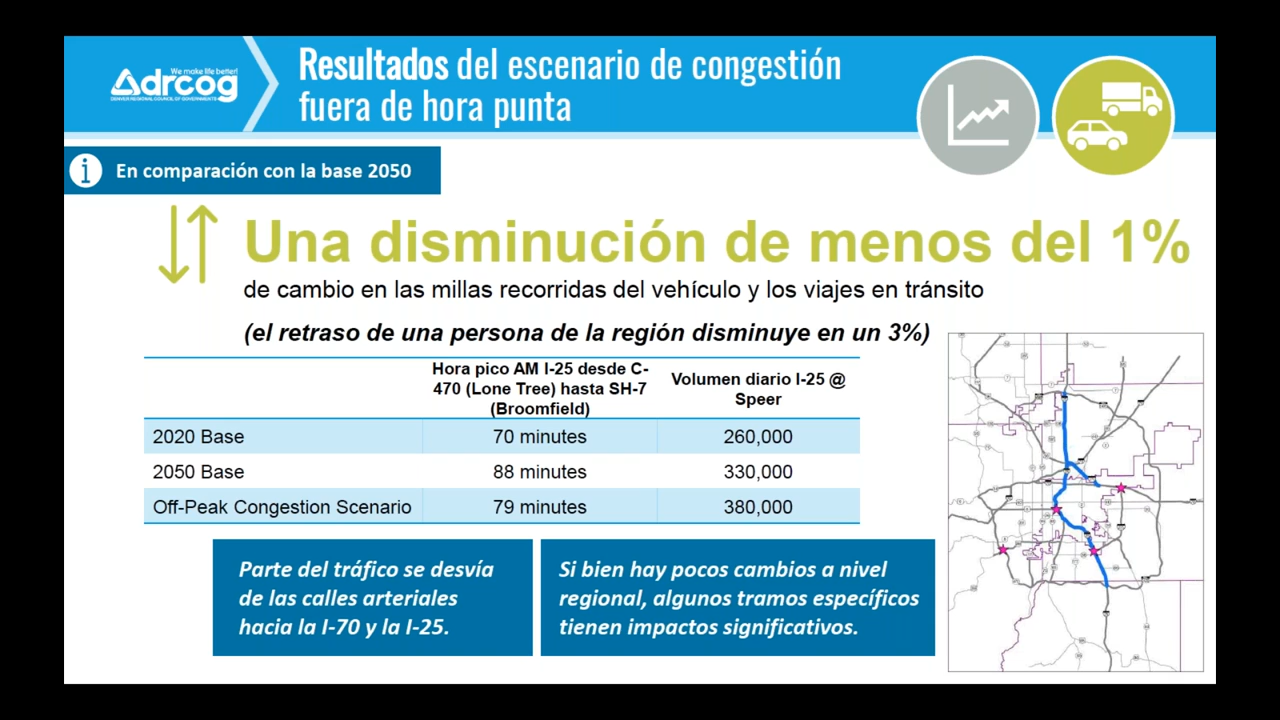 We make life better!
drcog
DENVER REGIONAL COUNCIL OF GOVERNMENTS
Resultados del escenario de congestión
fuera de hora punta
i
En comparación con la base 2050
Una disminución de menos del 1%
de cambio en las millas recorridas del vehículo y los viajes en tránsito
(el retraso de una persona de la región disminuye en un 3%)
Hora pico AM I-25 desde C-
470 (Lone Tree) hasta SH-7
(Broomfield)
Volumen diario I-25 @
Speer
2020 Base 70 minutes 260,000
2050 Base 88 minutes 330,000
Off-Peak Congestion Scenario 79 minutes 380,000
Parte del tráfico se desvía
de las calles arteriales
hacia la I-70 y la I-25.
Si bien hay pocos cambios a nivel
regional, algunos tramos específicos
tienen impactos significativos.